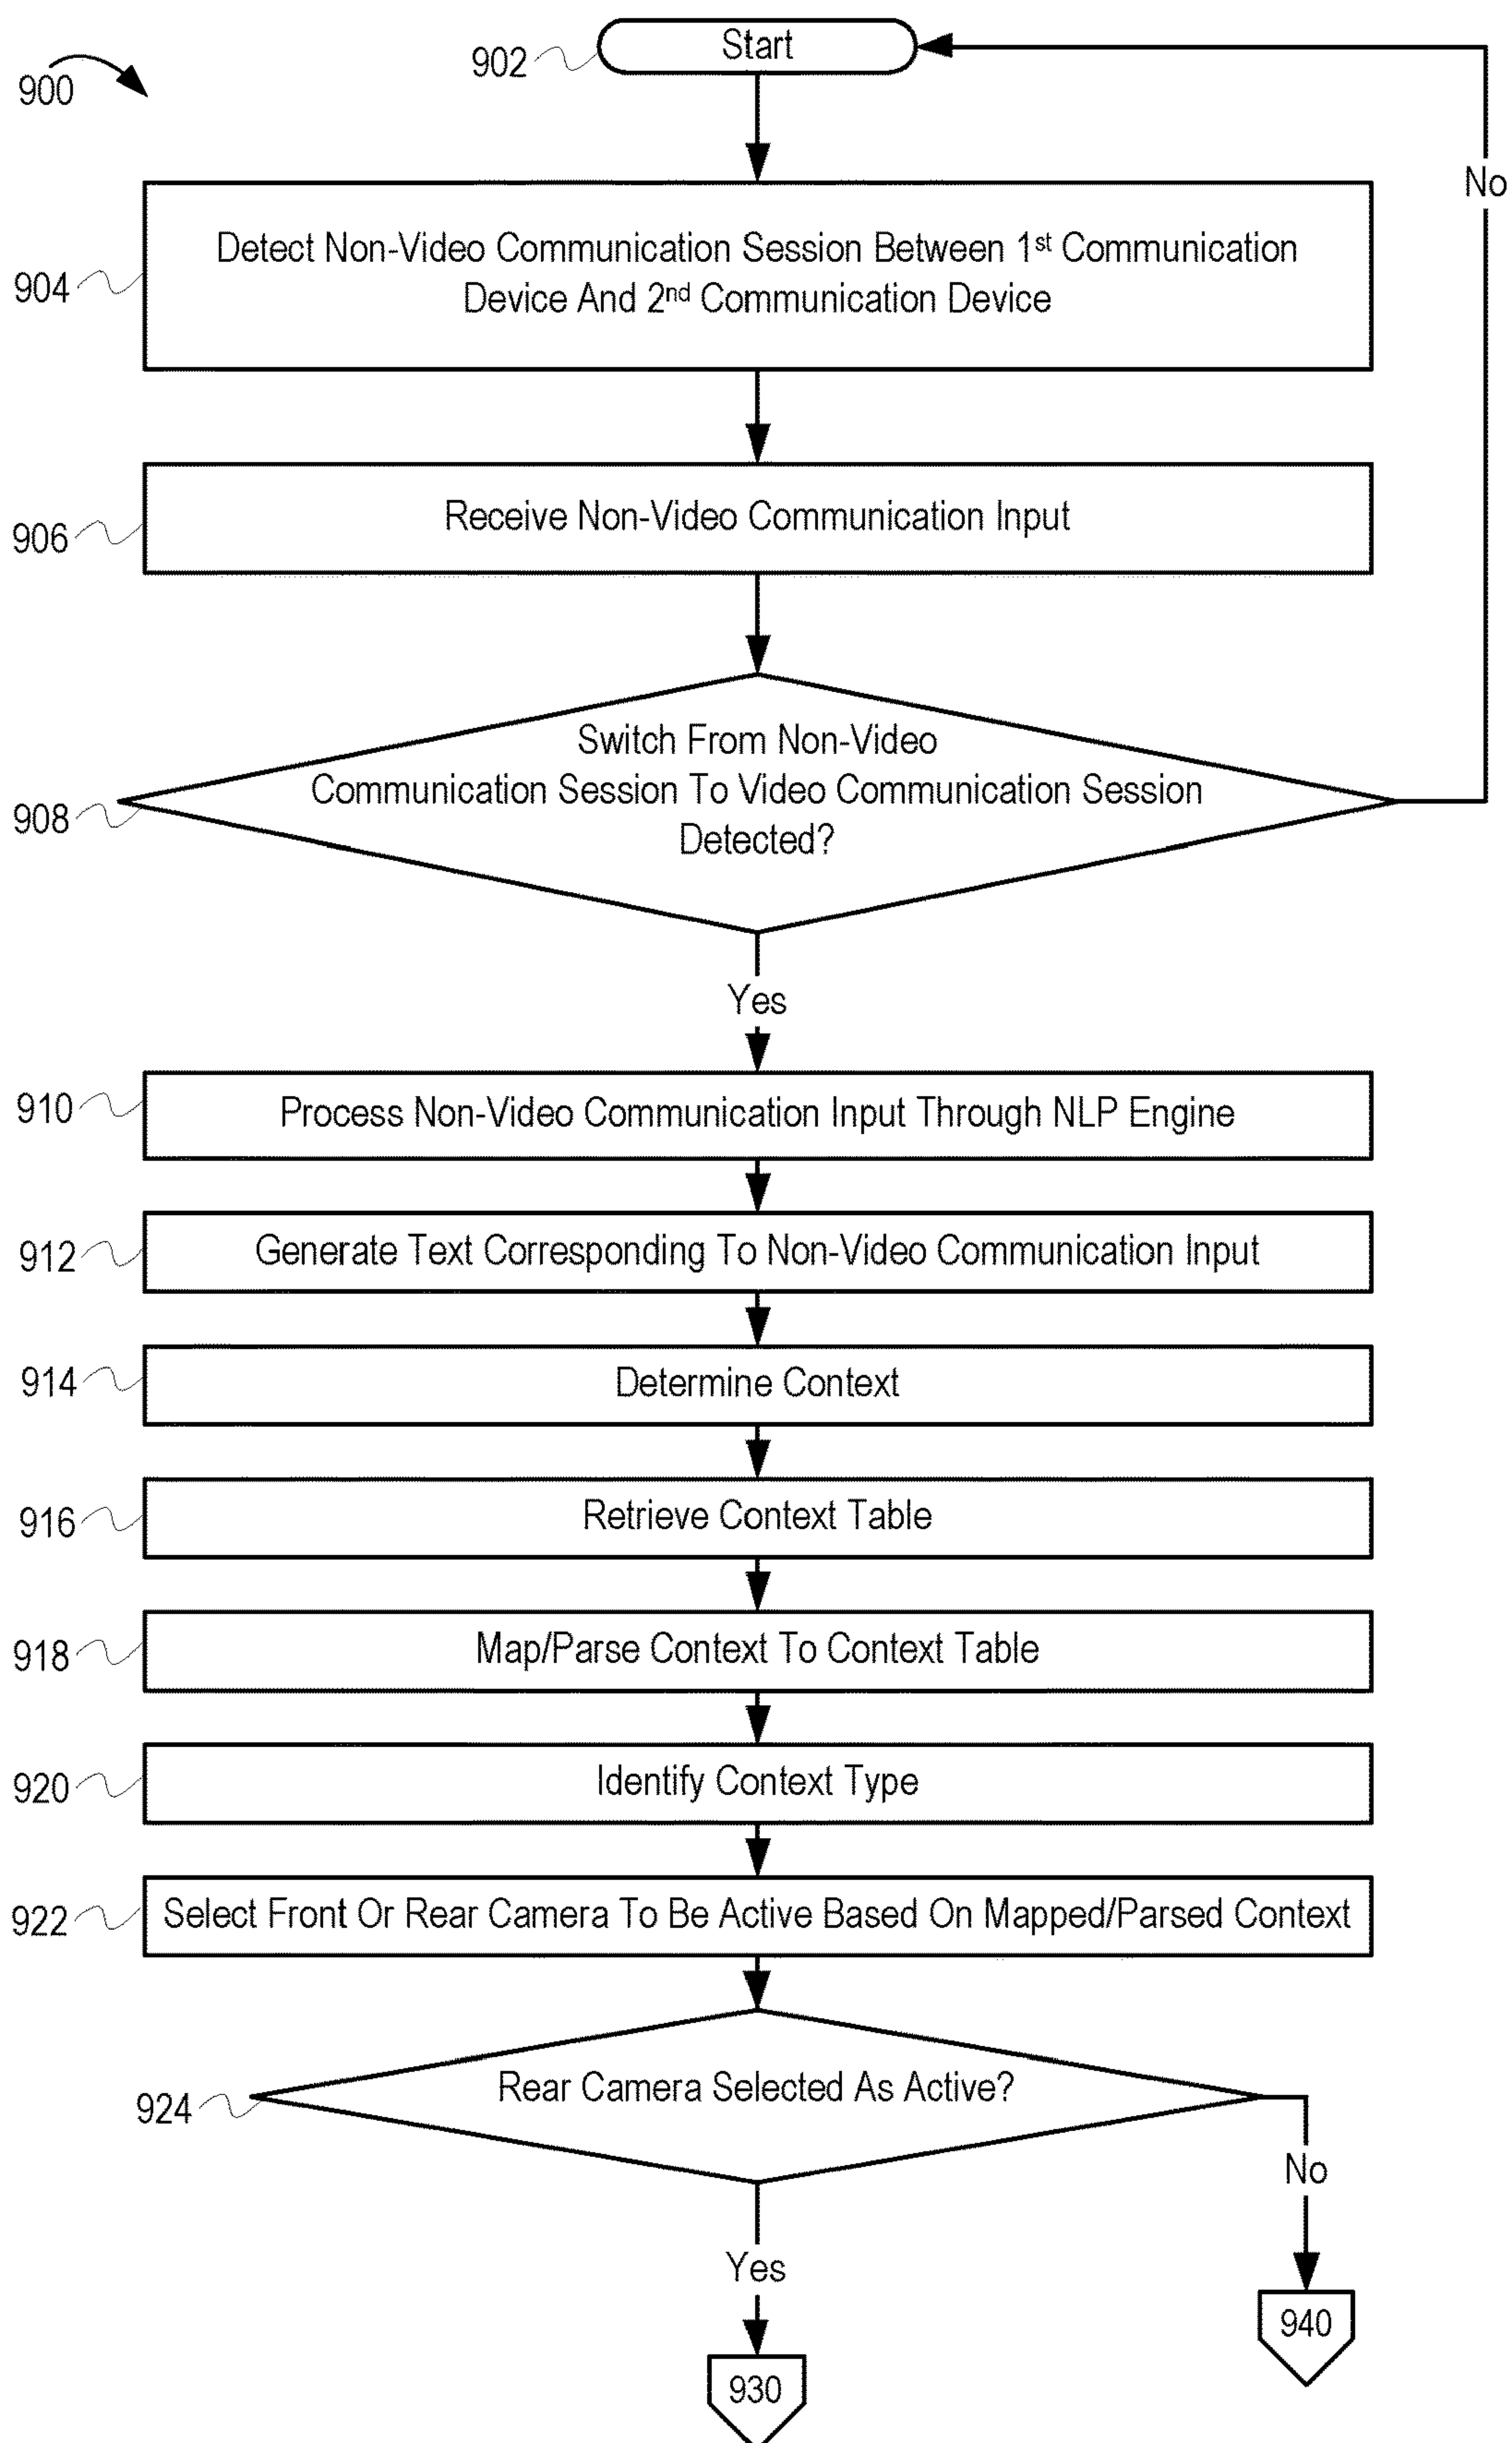 Start
902
900
No
Detect Non-Video Communication Session Between 1st Communication
Device And 2nd Communication Device
904
Receive Non-Video Communication Input
906
Switch From Non-Video
Communication Session To Video Communication Session
Detected?
908
Yes
910
Process Non-Video Communication Input Through NLP Engine
912
Generate Text Corresponding To Non-Video Communication Input
914
Determine Context
916
Retrieve Context Table
918
Map/Parse Context To Context Table
920
Identify Context Type
922
Select Front Or Rear Camera To Be Active Based On Mapped/Parsed Context
Rear Camera Selected As Active?
924
No
Yes
940
930